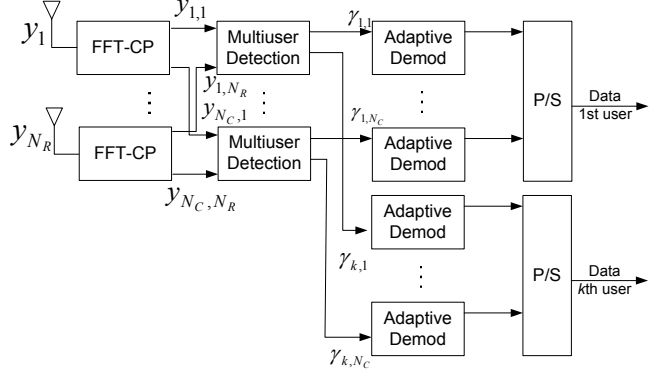 y_1
FFT-CP
y_{1,1}
Multiuser
Detection
γ_{1,1}
Adaptive
Demod
y_{1,N_R}
y_{N_C,1}
γ_{1,N_C}
P/S
Data
1st user
y_{N_R}
FFT-CP
Multiuser
Detection
Adaptive
Demod
y_{N_C,N_R}
Adaptive
Demod
γ_{k,1}
P/S
Data
kth user
Adaptive
Demod
γ_{k,N_C}